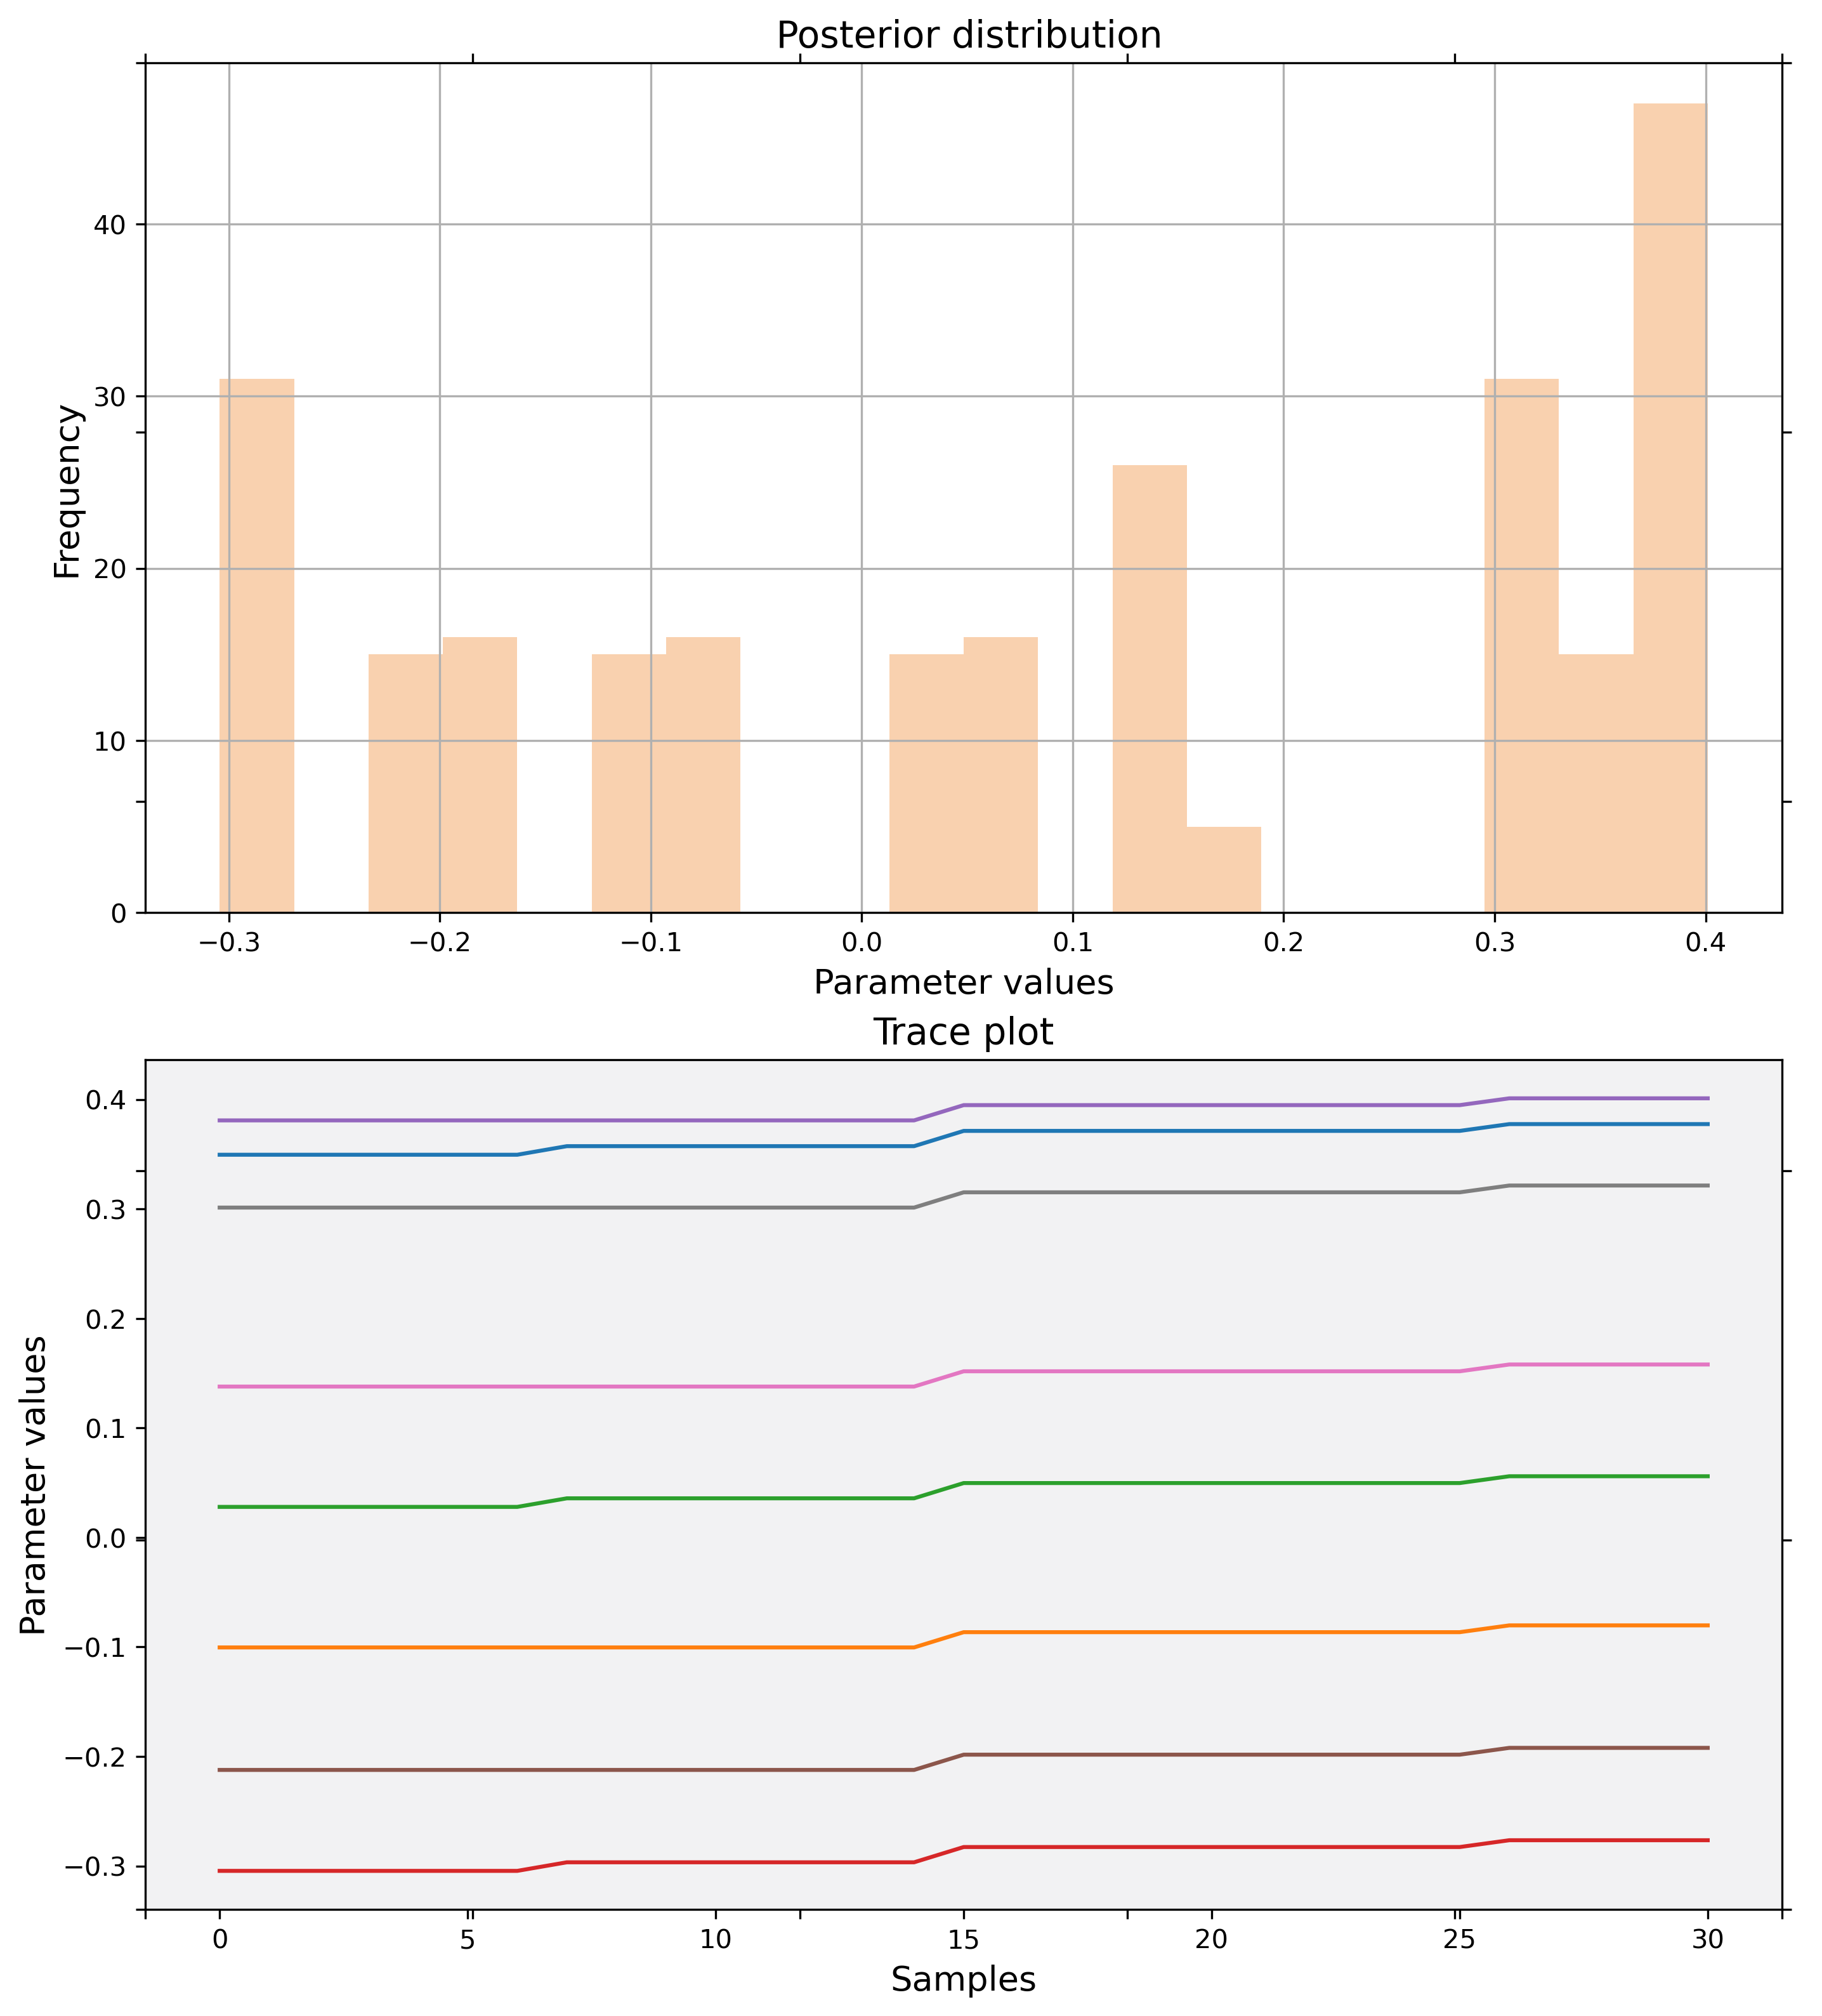 Posterior distribution
Frequency
40
30
20
10
0
−0.3 −0.2 −0.1 0.0 0.1 0.2 0.3 0.4
Parameter values
Trace plot
Parameter values
0.4
0.3
0.2
0.1
0.0
−0.1
−0.2
−0.3
0 5 10 15 20 25 30
Samples